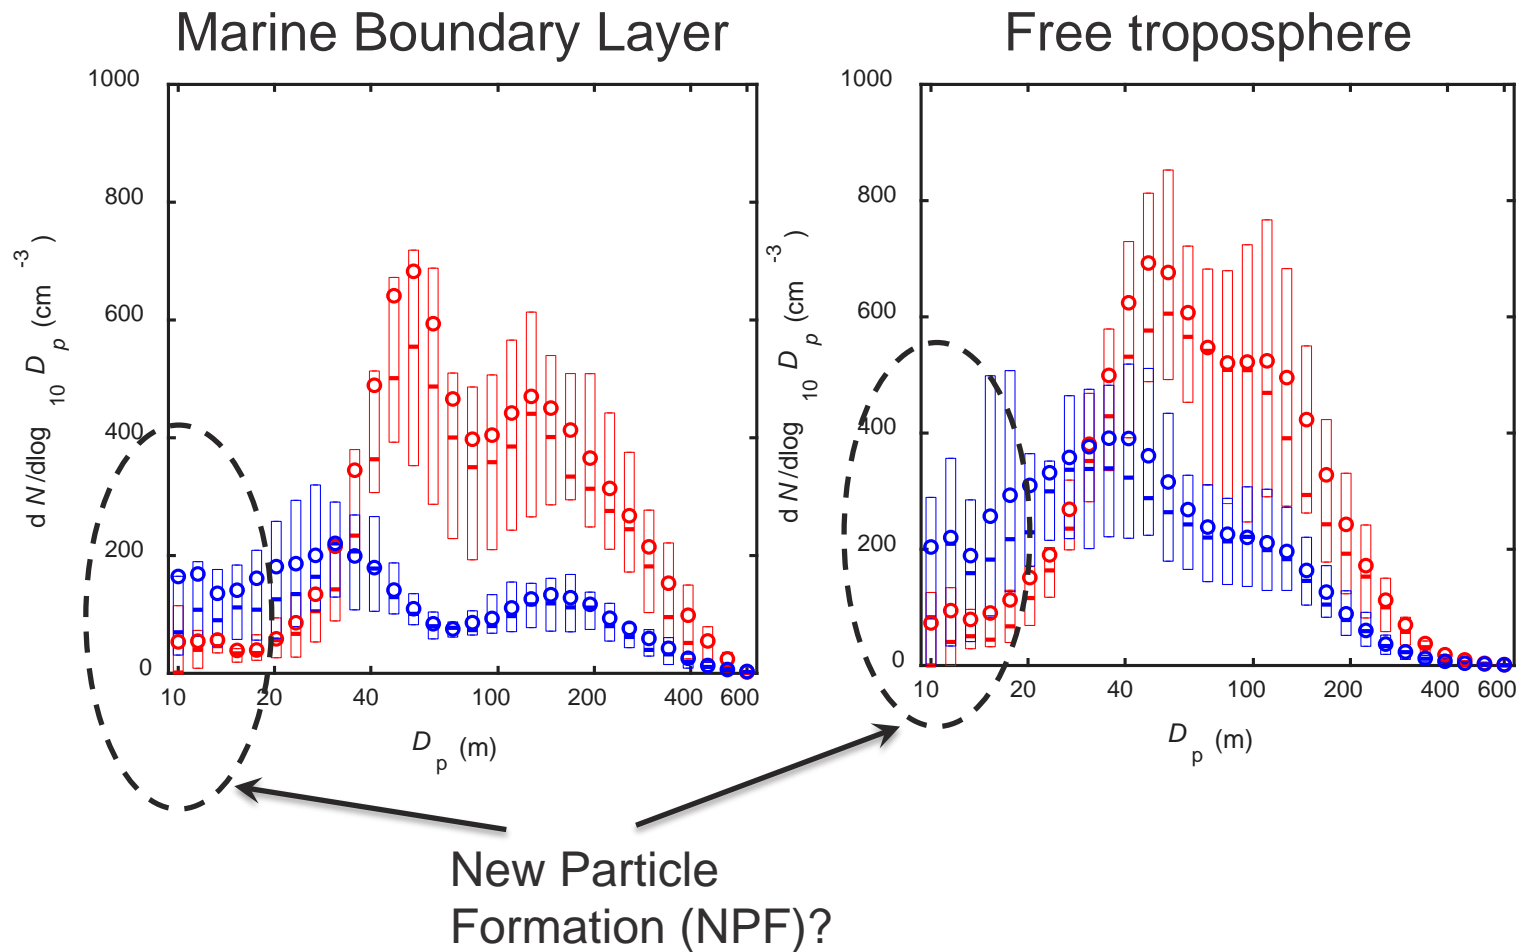 Marine Boundary Layer
Free troposphere
1000
800
600
400
200
0
d N/dlog 10 D p (cm -3 )
10 20 40 100 200 400 600
D p (m)
1000
800
600
400
200
0
d N/dlog 10 D p (cm -3 )
10 20 40 100 200 400 600
D p (m)
New Particle
Formation (NPF)?